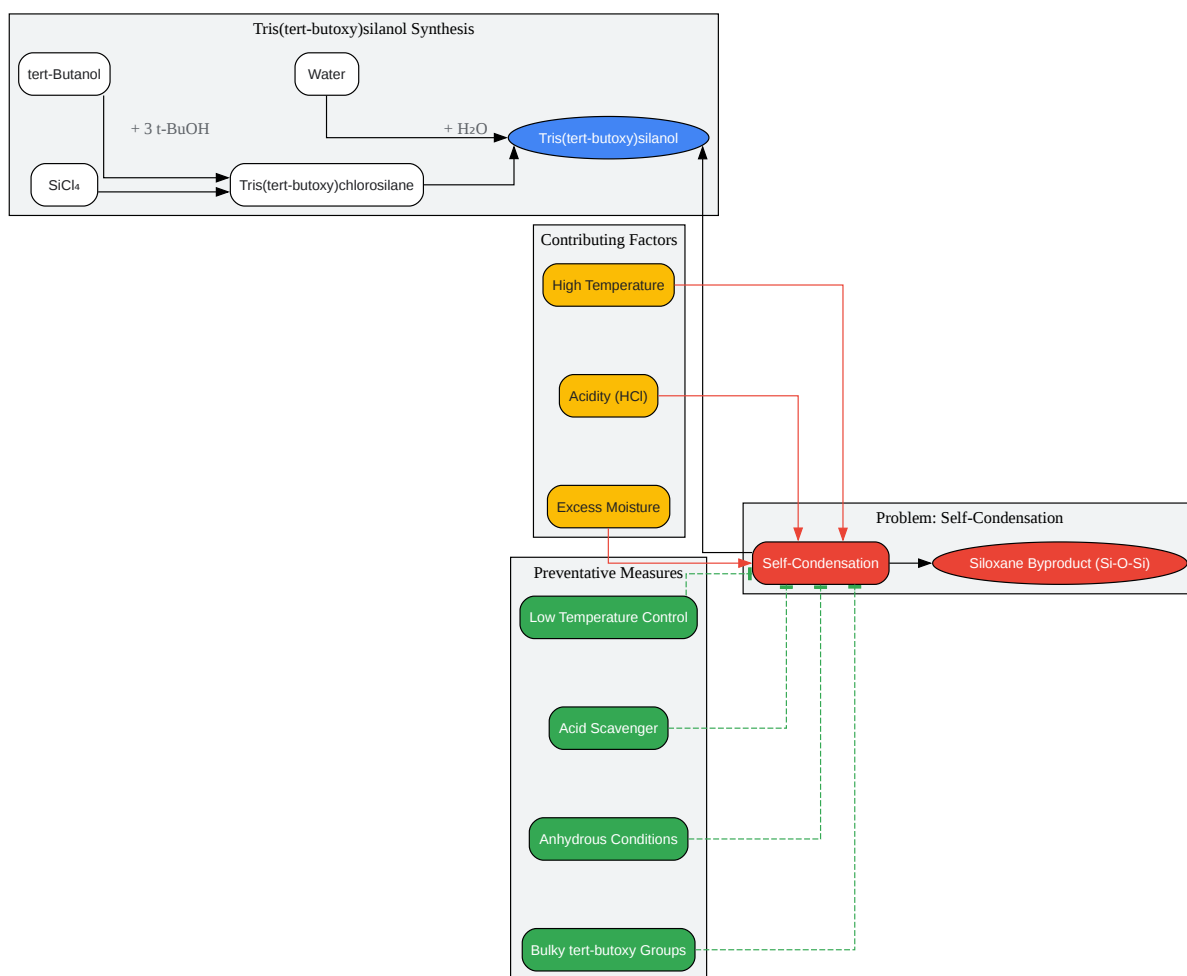 Tris(tert-butoxy)silanol Synthesis
tert-Butanol
Water
+ 3 t-BuOH
+ H₂O
Tris(tert-butoxy)silanol
SiCl₄
Tris(tert-butoxy)chlorosilane
Contributing Factors
High Temperature
Acidity (HCl)
Excess Moisture
Problem: Self-Condensation
Self-Condensation
Siloxane Byproduct (Si-O-Si)
Preventative Measures
Low Temperature Control
Acid Scavenger
Anhydrous Conditions
Bulky tert-butoxy Groups